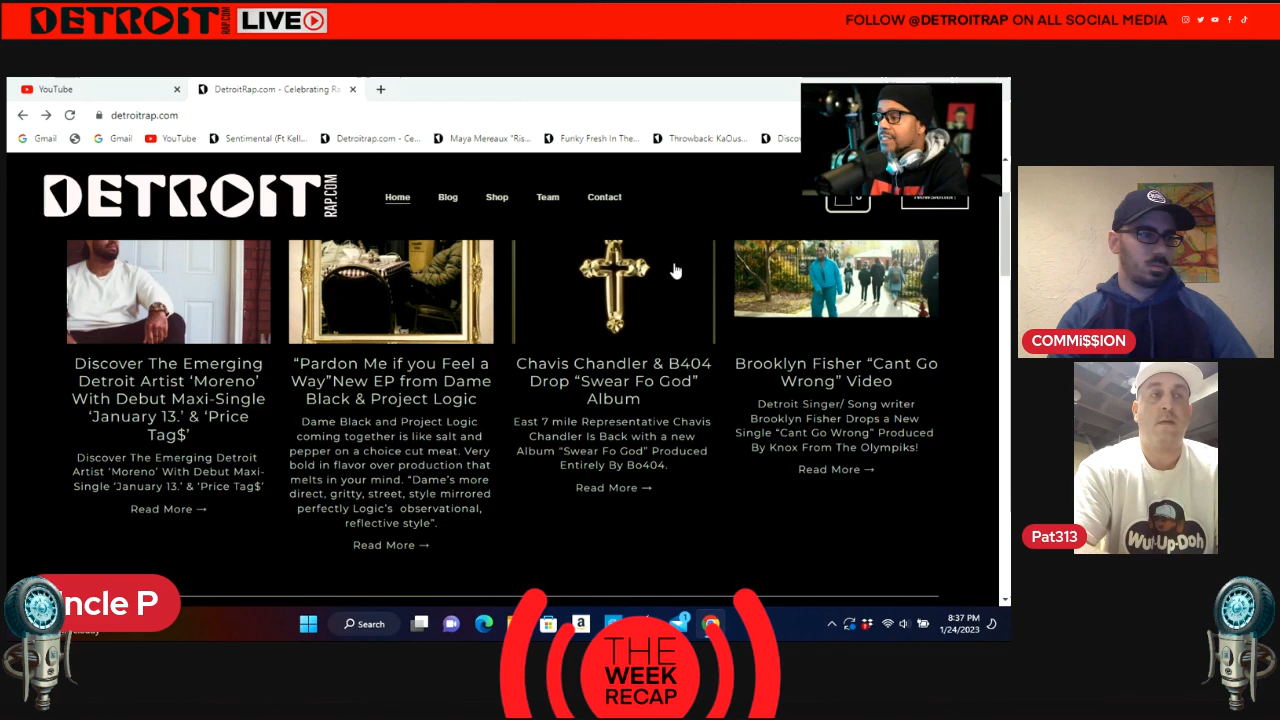 DETROIT RAP.COM LIVE
FOLLOW @DETROITRAP ON ALL SOCIAL MEDIA
YouTube
DetroitRap.com - Celebrating Ra
detroitrap.com
Gmail
Gmail
YouTube
Sentimental (Ft Kell...
Detroitrap.com - Ce...
Maya Mereaux "Ris...
Funky Fresh In The...
Throwback: KaOus...
Disco
DETROIT RAP.COM
Home
Blog
Shop
Team
Contact
Discover The Emerging
Detroit Artist ‘Moreno’
With Debut Maxi-Single
‘January 13.’ & ‘Price
Tag$’
Discover The Emerging Detroit
Artist ‘Moreno’ With Debut Maxi-
Single ‘January 13.’ & ‘Price Tag$’
Read More →
“Pardon Me if you Feel a
Way”New EP from Dame
Black & Project Logic
Dame Black and Project Logic
coming together is like salt and
pepper on a choice cut meat. Very
bold in flavor over production that
melts in your mind. “Dame’s more
direct, gritty, street, style mirrored
perfectly Logic’s observational,
reflective style”.
Read More →
Chavis Chandler & B404
Drop “Swear Fo God”
Album
East 7 mile Representative Chavis
Chandler Is Back with a new
Album “Swear Fo God” Produced
Entirely By Bo404.
Read More →
Brooklyn Fisher “Cant Go
Wrong” Video
Detroit Singer/ Song writer
Brooklyn Fisher Drops a New
Single “Cant Go Wrong” Produced
By Knox From The Olympiks!
Read More →
COMMi$$ION
Wut-Up-Doh
Pat313
ncle P
Search
8:37 PM
1/24/2023
THE
WEEK
RECAP